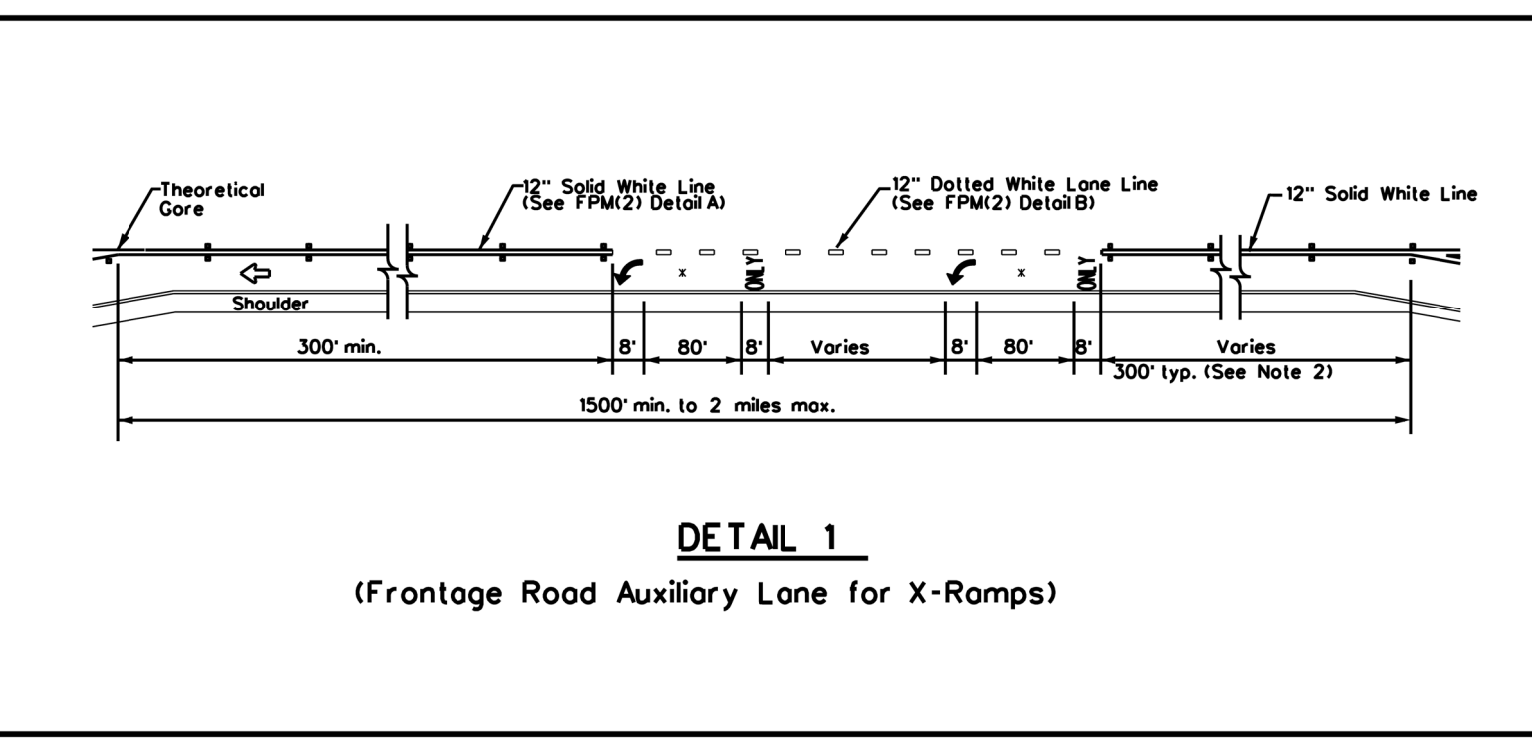 Theoretical
Gore
12" Solid White Line
(See FPM(2) Detail A)
12" Dotted White Lane Line
(See FPM(2) Detail B)
12" Solid White Line
ONLY
ONLY
Shoulder
300' min.
8'
80'
8'
Varies
8'
80'
8'
Varies
300' typ. (See Note 2)
1500' min. to 2 miles max.
DETAIL 1
(Frontage Road Auxiliary Lane for X-Ramps)